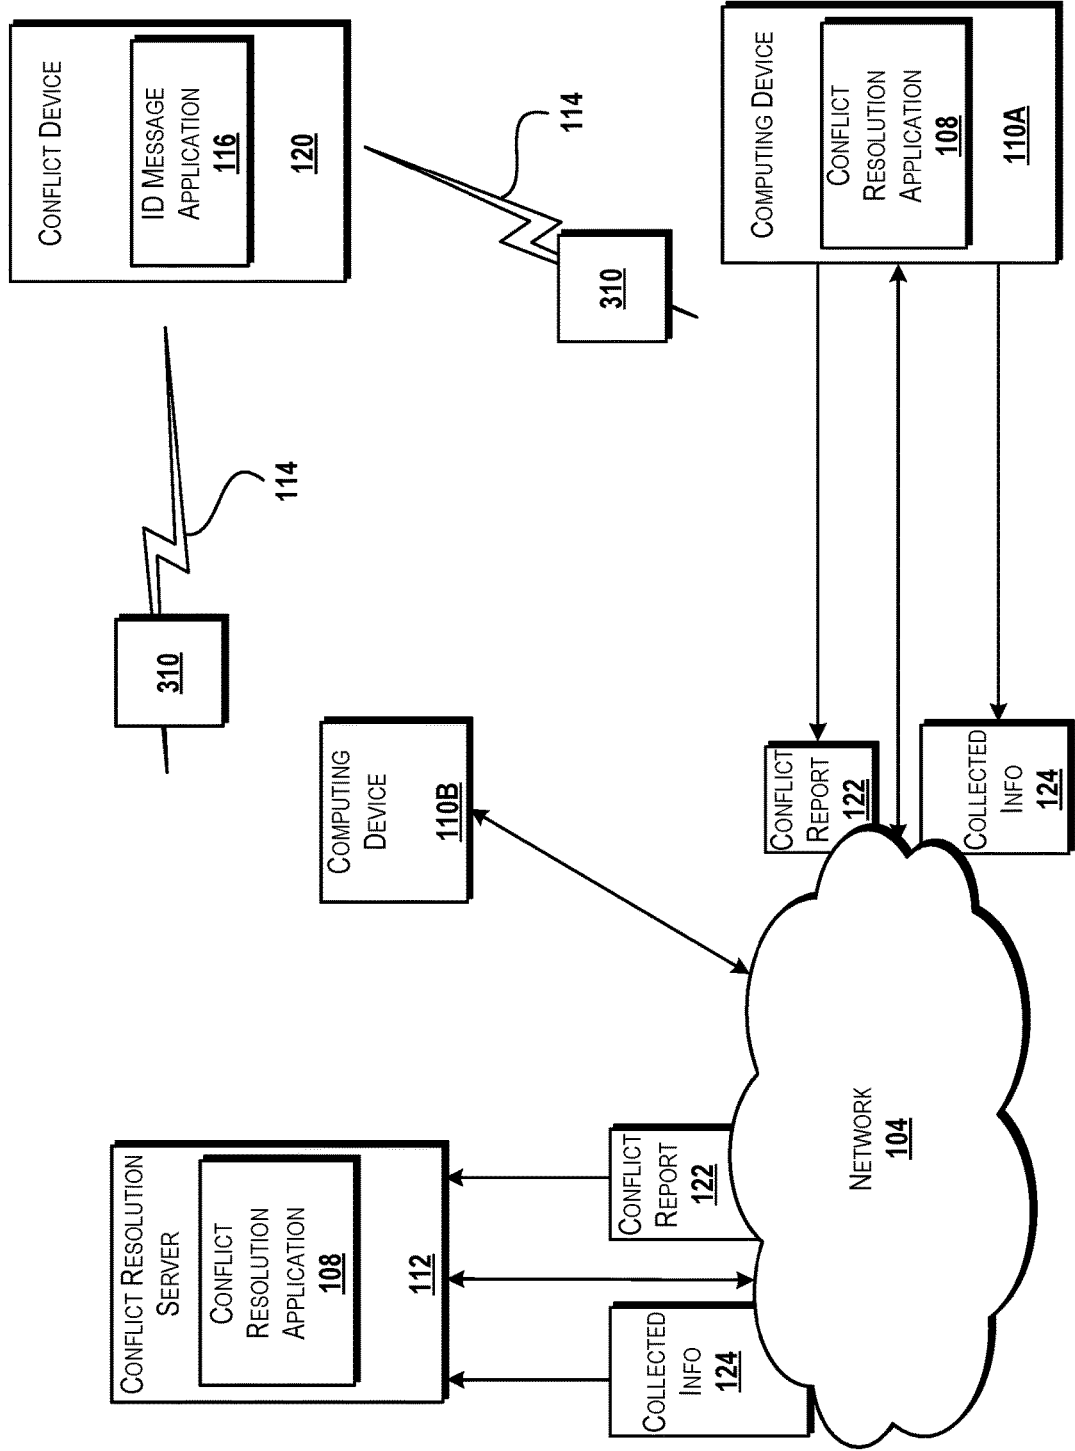 CONFLICT RESOLUTION
SERVER
CONFLICT
RESOLUTION
APPLICATION
108
112
310
114
CONFLICT DEVICE
ID MESSAGE
APPLICATION
116
120
COMPUTING
DEVICE
110B
114
310
COLLECTED
INFO
124
CONFLICT
REPORT
122
NETWORK
104
CONFLICT
REPORT
122
COLLECTED
INFO
124
COMPUTING DEVICE
CONFLICT
RESOLUTION
APPLICATION
108
110A